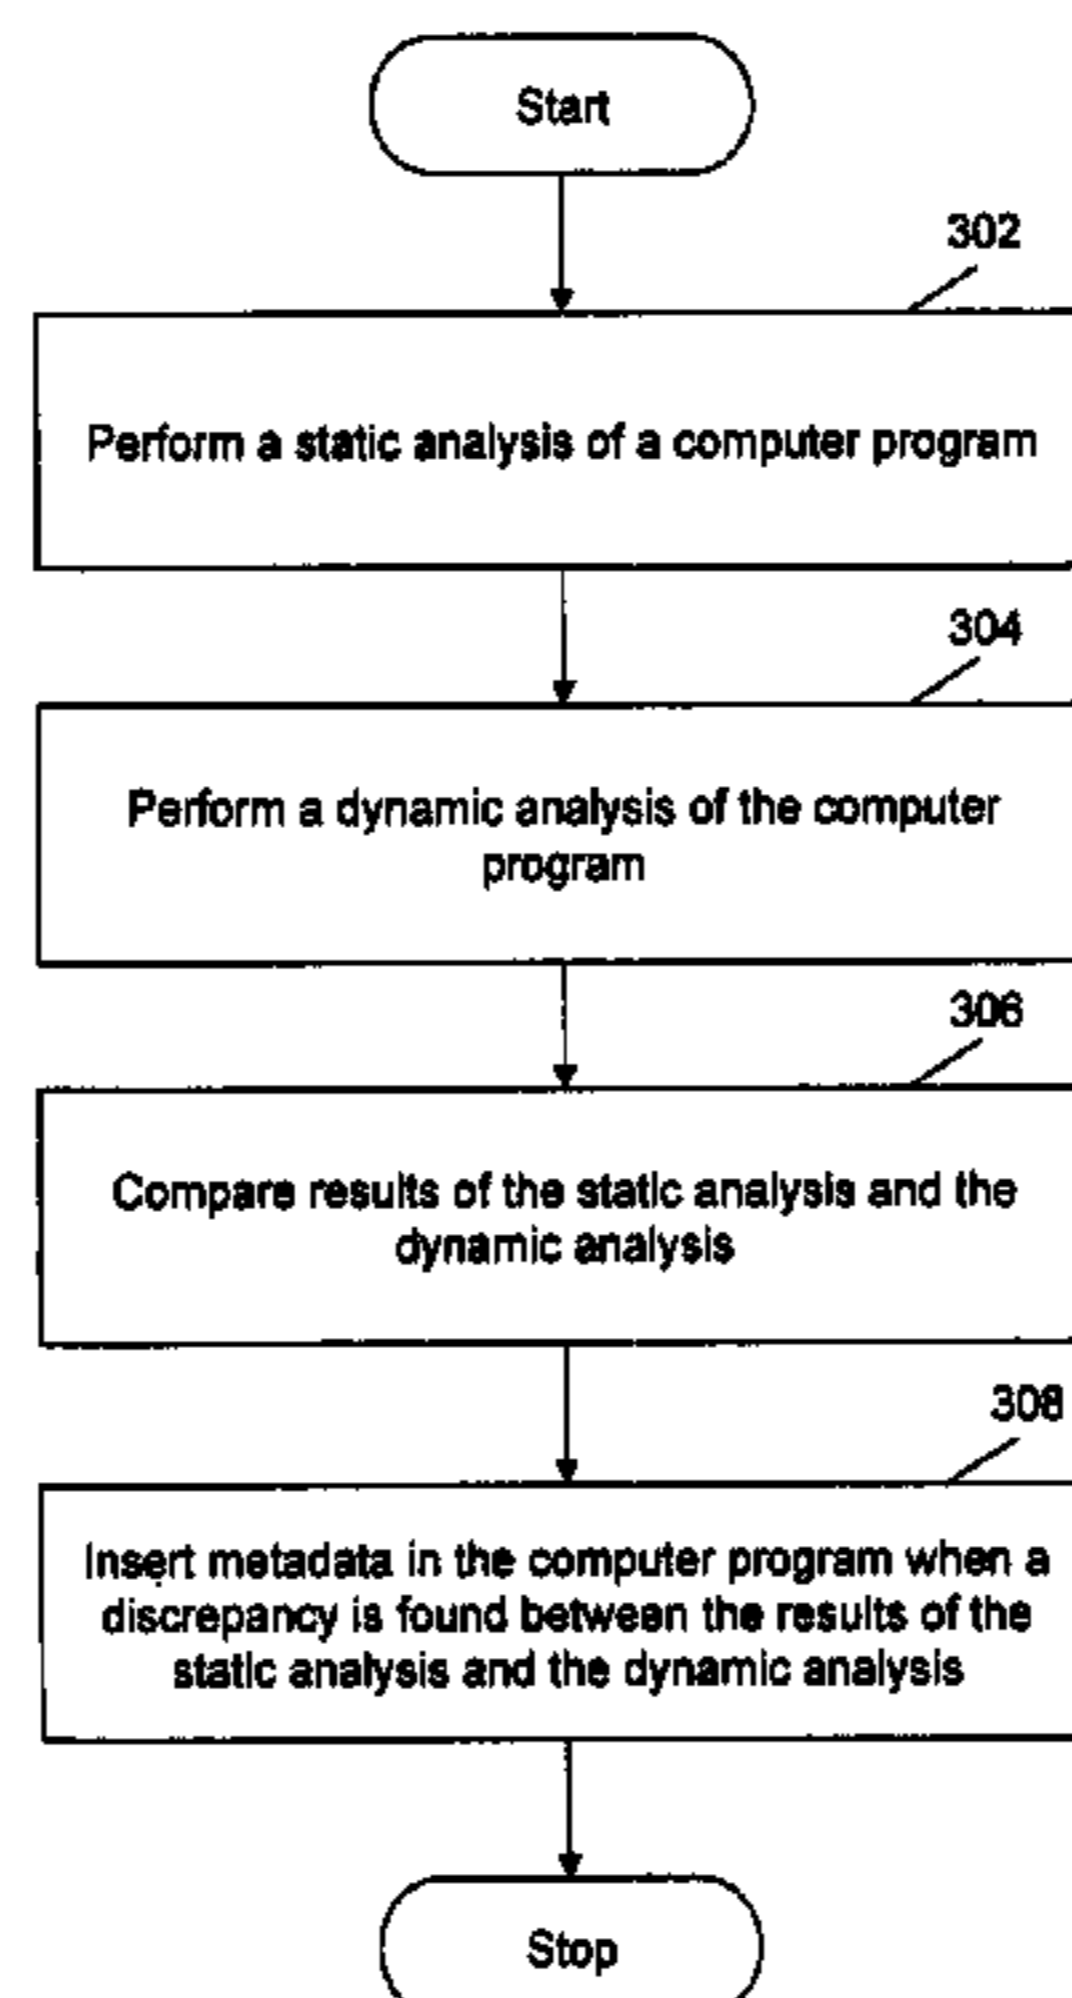 Start
302
Perform a static analysis of a computer program
304
Perform a dynamic analysis of the computer
program
306
Compare results of the static analysis and the
dynamic analysis
308
Insert metadata in the computer program when a
discrepancy is found between the results of the
static analysis and the dynamic analysis
Stop